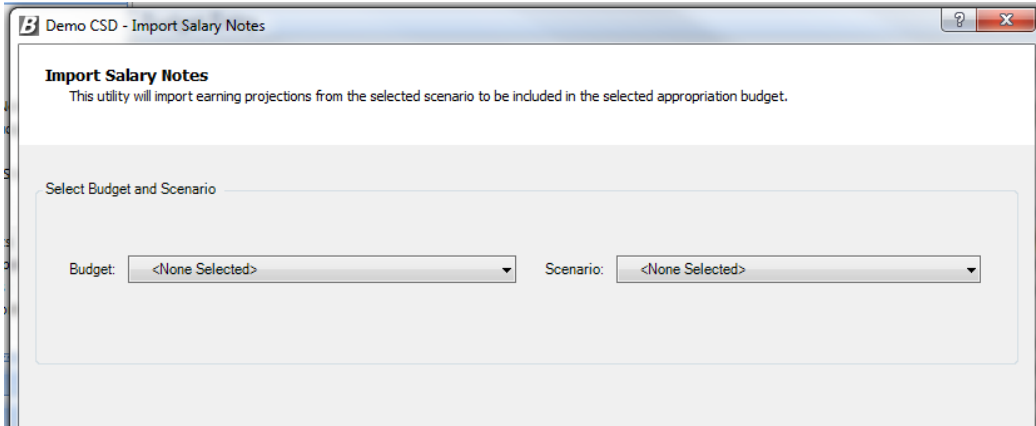 B Demo CSD - Import Salary Notes ? x
Import Salary Notes
This utility will import earning projections from the selected scenario to be included in the selected appropriation budget.
Select Budget and Scenario
Budget: <None Selected> Scenario: <None Selected>